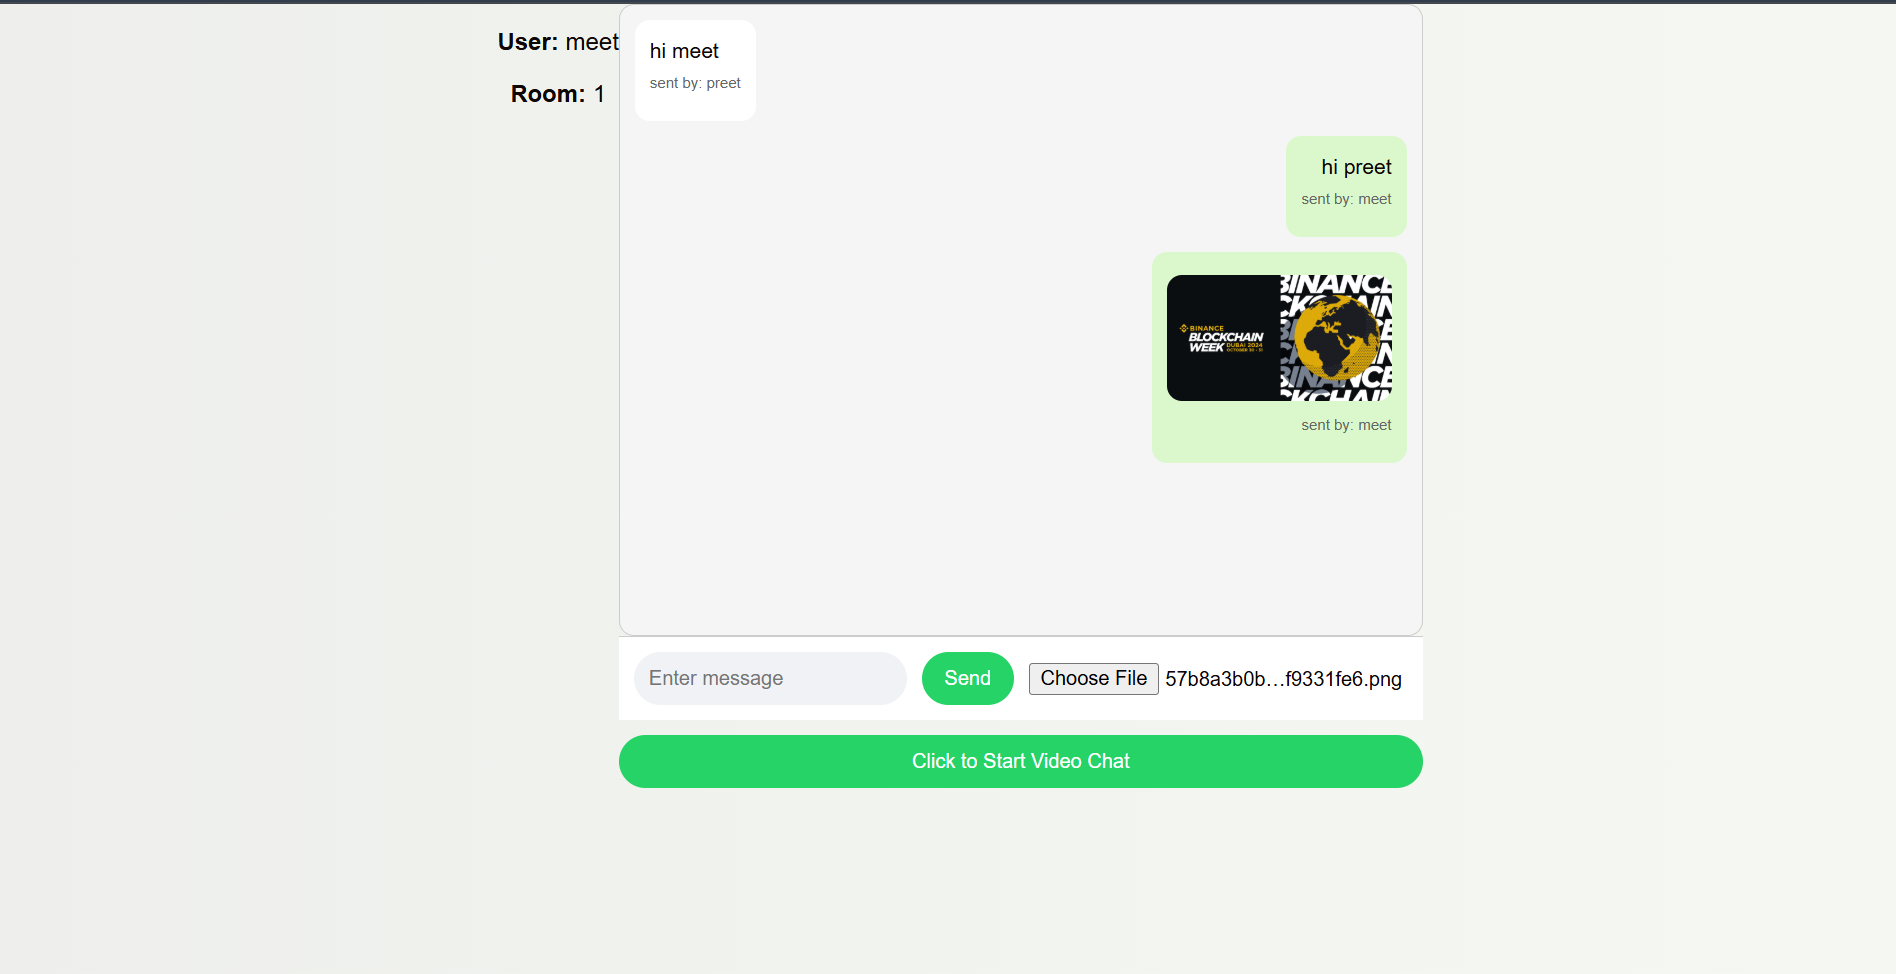 User: meet
Room: 1
hi meet
sent by: preet
hi preet
sent by: meet
BINANCE
BLOCKCHAIN
WEEK DUBAI 2024
OCTOBER 30 - 31
BINANCE
CKCHAIN
BINANCE
CKCHAIN
sent by: meet
Enter message
Send
Choose File 57b8a3b0b...f9331fe6.png
Click to Start Video Chat